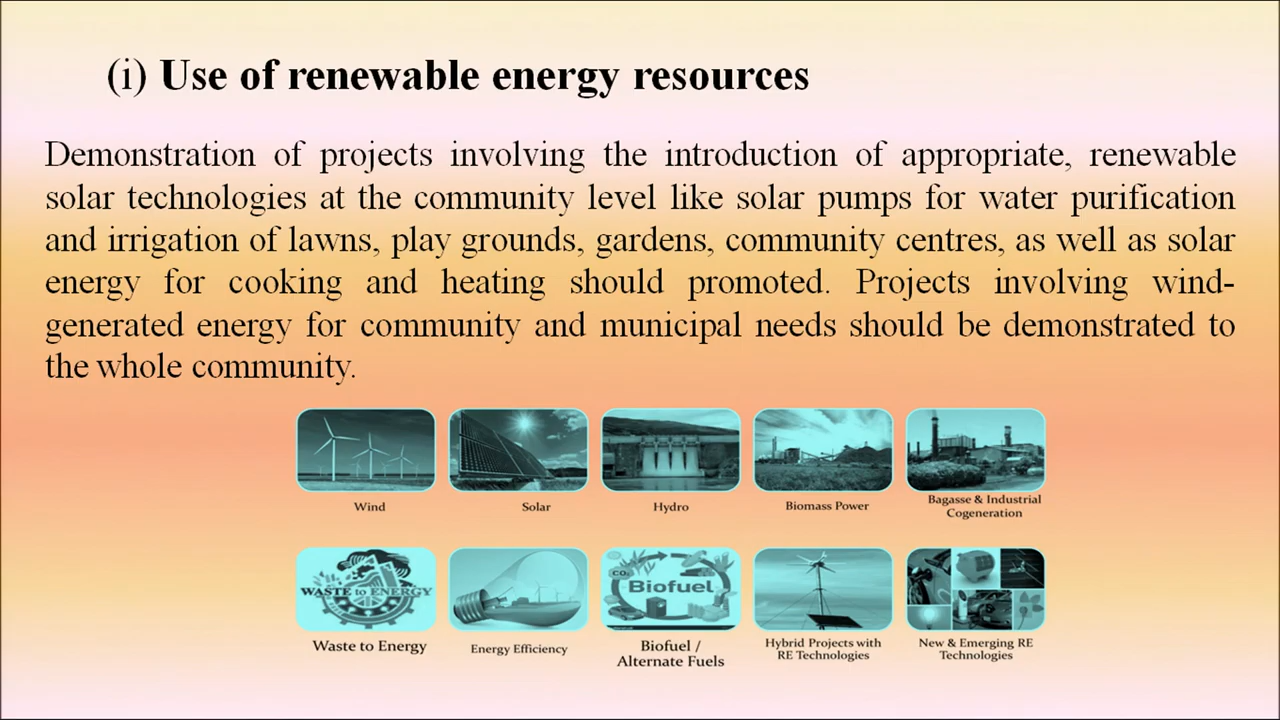 (i) Use of renewable energy resources
Demonstration of projects involving the introduction of appropriate, renewable
solar technologies at the community level like solar pumps for water purification
and irrigation of lawns, play grounds, gardens, community centres, as well as solar
energy for cooking and heating should promoted. Projects involving wind-
generated energy for community and municipal needs should be demonstrated to
the whole community.
Wind
Solar
Hydro
Biomass Power
Bagasse & Industrial
Cogeneration
WASTE to ENERGY
CO₂
Biofuel
Waste to Energy
Energy Efficiency
Biofuel /
Alternate Fuels
Hybrid Projects with
RE Technologies
New & Emerging RE
Technologies